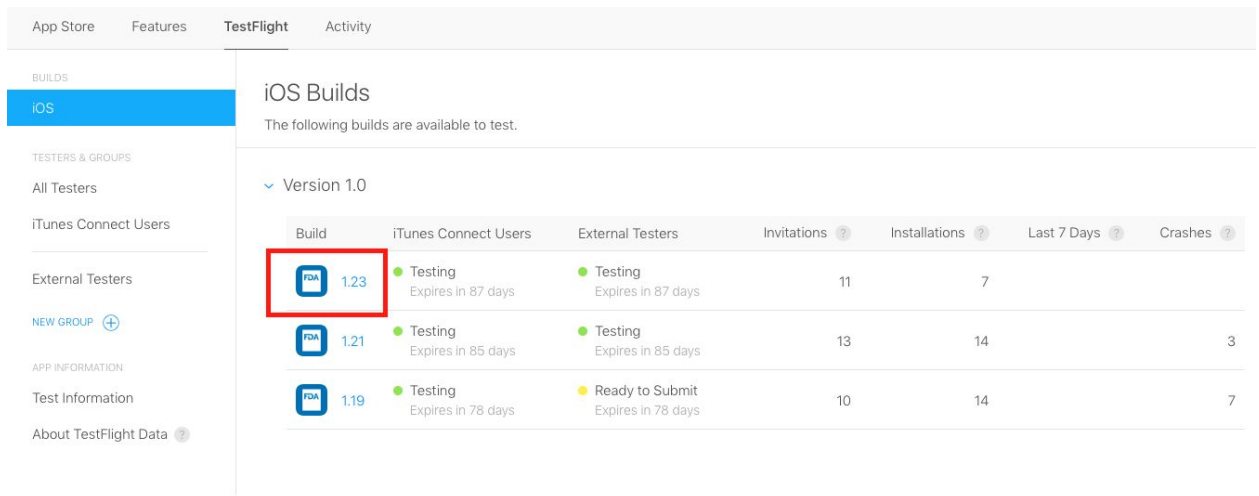 App Store Features TestFlight Activity
BUILDS
iOS
TESTERS & GROUPS
All Testers
iTunes Connect Users
External Testers
NEW GROUP
APP INFORMATION
Test Information
About TestFlight Data ?
iOS Builds
The following builds are available to test.
Version 1.0
Build iTunes Connect Users External Testers Invitations ? Installations ? Last 7 Days ? Crashes ?
FDA 1.23 Testing Testing 11 7
Expires in 87 days Expires in 87 days
FDA 1.21 Testing Testing 13 14 3
Expires in 85 days Expires in 85 days
FDA 1.19 Testing Ready to Submit 10 14 7
Expires in 78 days Expires in 78 days